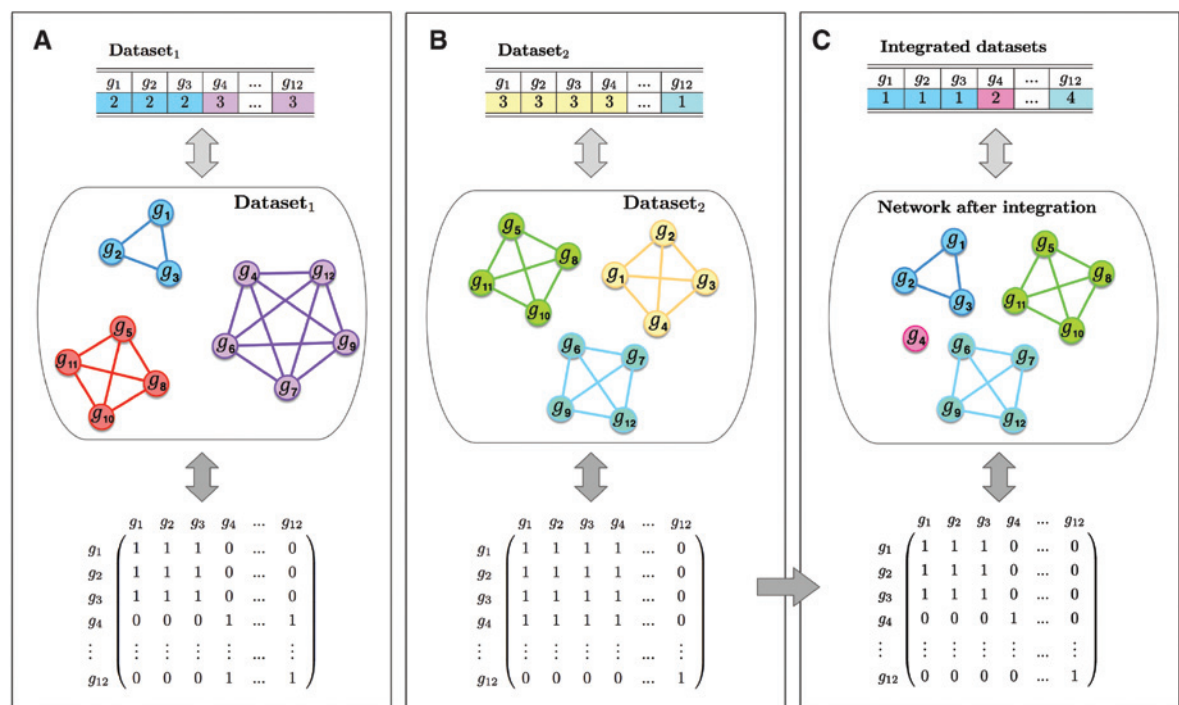 A
Dataset1
g1 g2 g3 g4 ... g12
2 2 2 3 ... 3
Dataset1
g1
g2
g3
g4
g12
g6
g9
g7
g5
g11
g8
g10
g1 g2 g3 g4 ... g12
g1 1 1 1 0 ... 0
g2 1 1 1 0 ... 0
g3 1 1 1 0 ... 0
g4 0 0 0 1 ... 1
⋮ ⋮ ⋮ ⋮ ⋮ ... ⋮
g12 0 0 0 1 ... 1
B
Dataset2
g1 g2 g3 g4 ... g12
3 3 3 3 ... 1
Dataset2
g5
g8
g11
g10
g2
g1
g3
g4
g6
g7
g9
g12
g1 g2 g3 g4 ... g12
g1 1 1 1 1 ... 0
g2 1 1 1 1 ... 0
g3 1 1 1 1 ... 0
g4 1 1 1 1 ... 0
⋮ ⋮ ⋮ ⋮ ⋮ ... ⋮
g12 0 0 0 0 ... 1
C
Integrated datasets
g1 g2 g3 g4 ... g12
1 1 1 2 ... 4
Network after integration
g1
g2
g3
g5
g8
g11
g10
g4
g6
g7
g9
g12
g1 g2 g3 g4 ... g12
g1 1 1 1 0 ... 0
g2 1 1 1 0 ... 0
g3 1 1 1 0 ... 0
g4 0 0 0 1 ... 0
⋮ ⋮ ⋮ ⋮ ⋮ ... ⋮
g12 0 0 0 0 ... 1